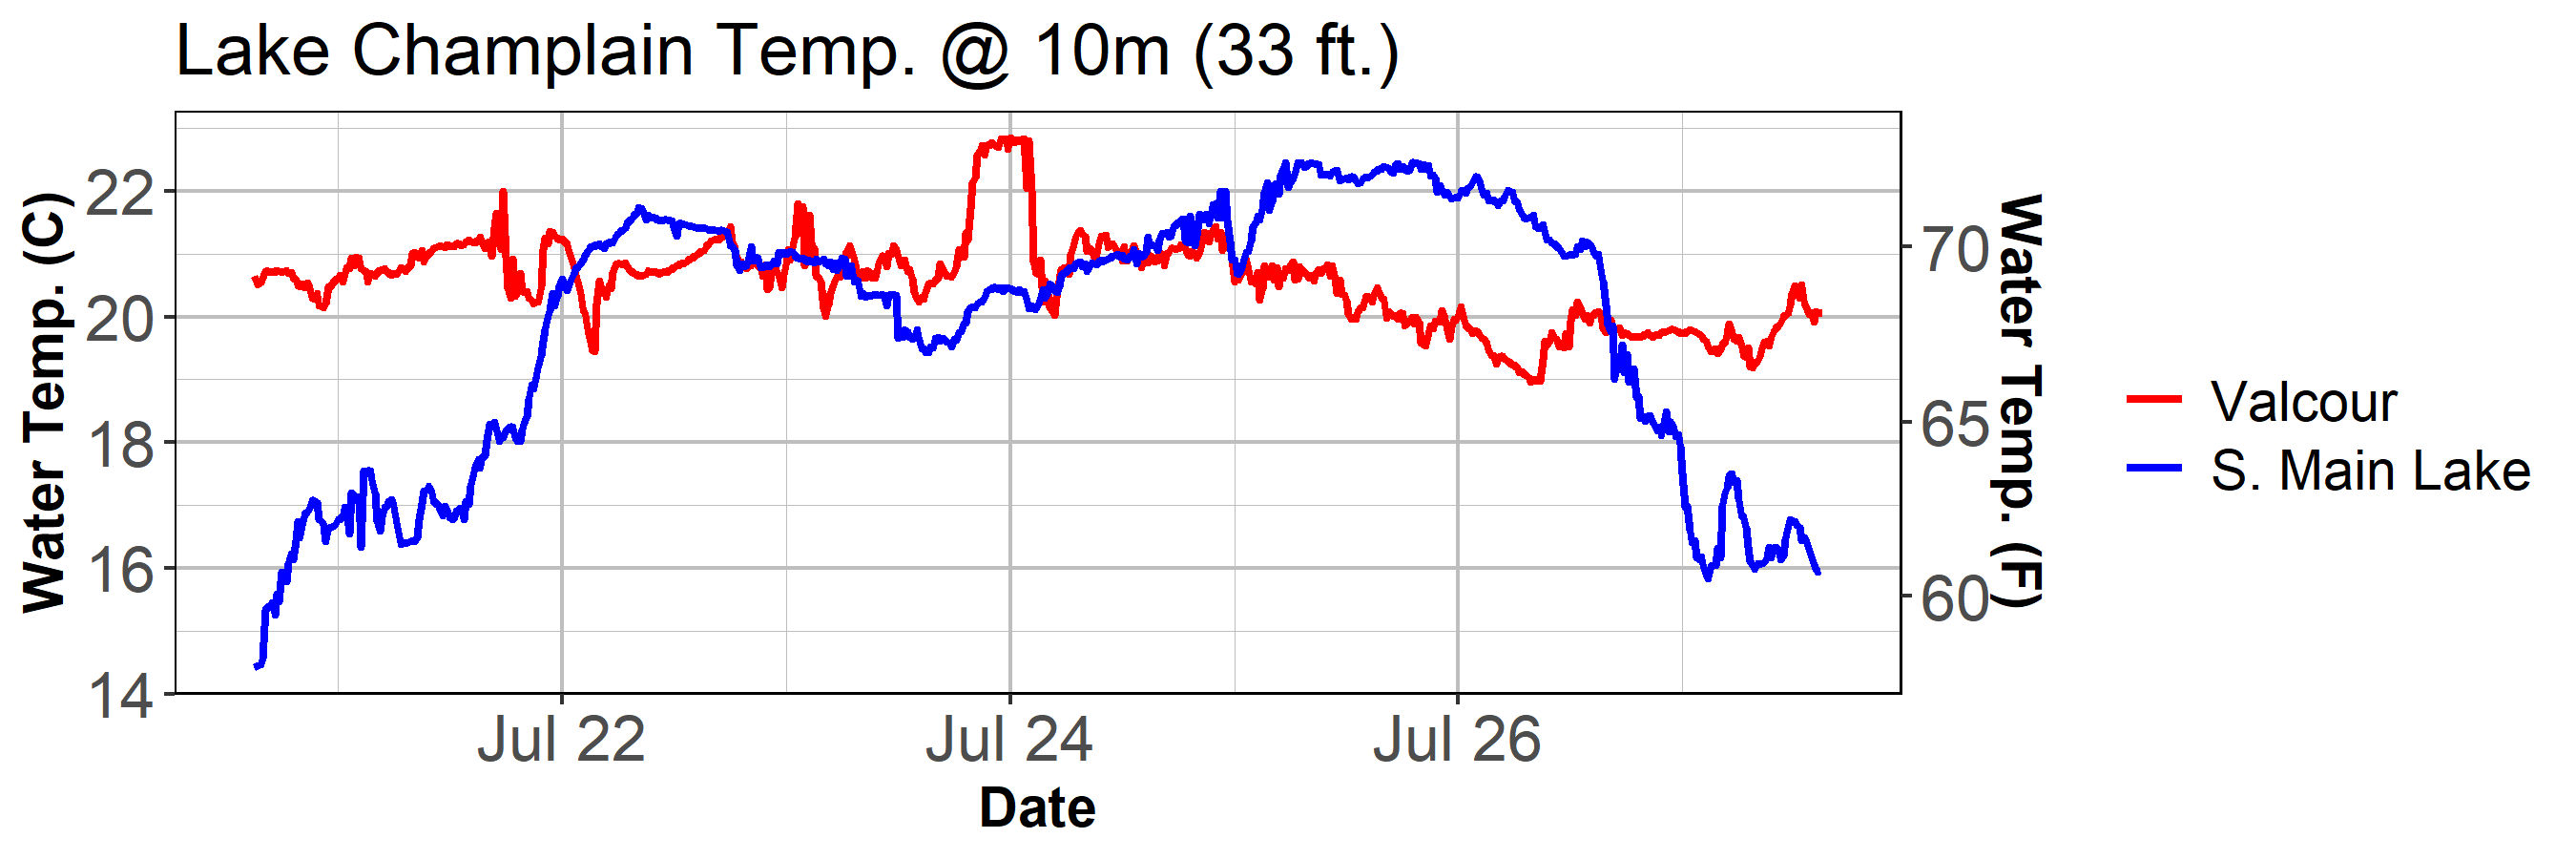 Lake Champlain Temp. @ 10m (33 ft.)
Water Temp. (C)
22
20
18
16
14
Jul 22
Jul 24
Jul 26
Date
70
65
60
Water Temp. (F)
Valcour
S. Main Lake